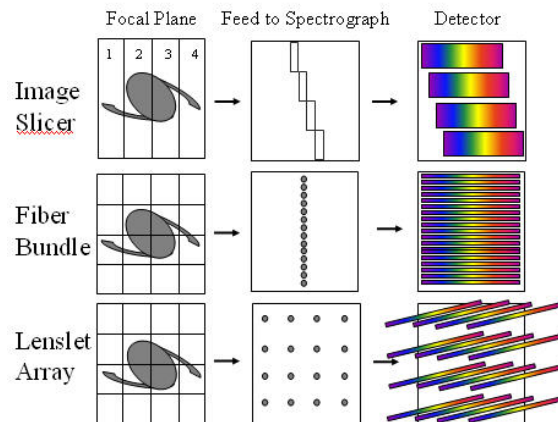 Focal Plane
Feed to Spectrograph
Detector
1 2 3 4
Image
Slicer
Fiber
Bundle
Lenslet
Array